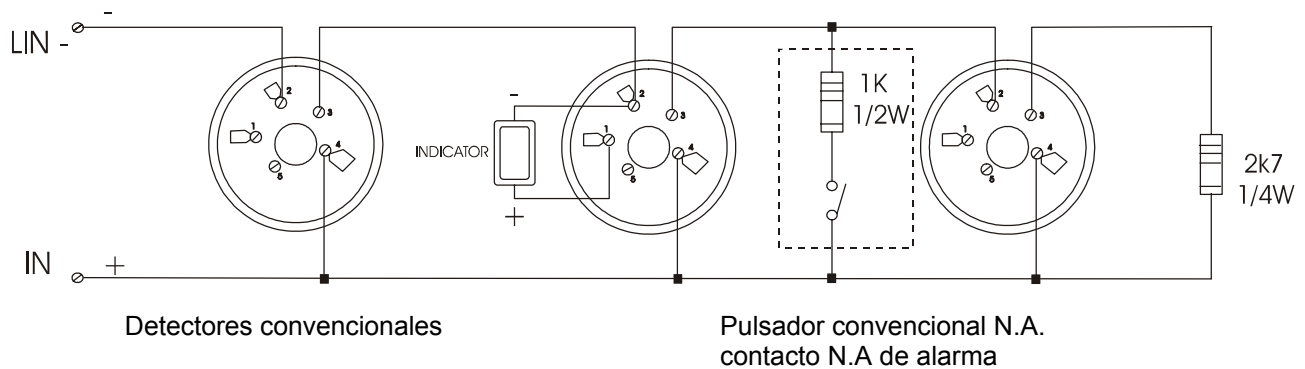 -
LIN -
2
3
1
4
5
-
INDICATOR
+
2
3
1
4
5
1K
1/2W
2
3
1
4
5
2k7
1/4W
IN
+
Detectores convencionales
Pulsador convencional N.A.
contacto N.A de alarma